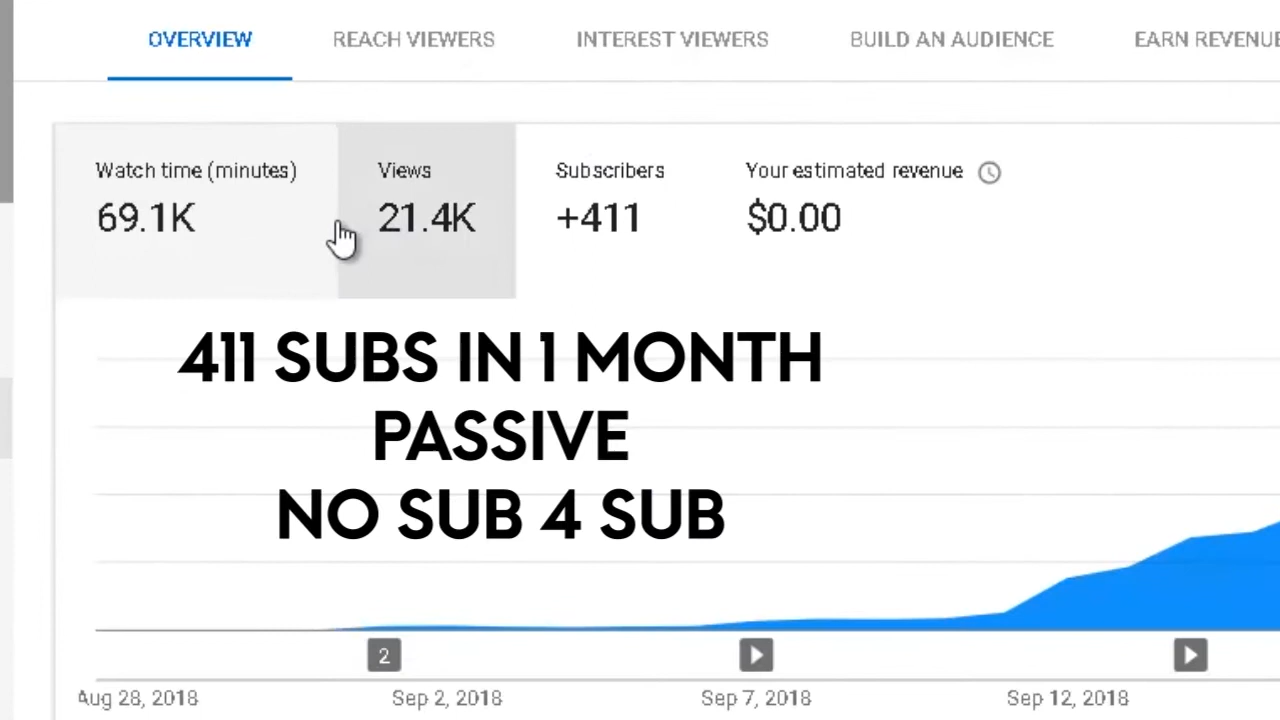 OVERVIEW REACH VIEWERS INTEREST VIEWERS BUILD AN AUDIENCE EARN REVENUE
Watch time (minutes) Views Subscribers Your estimated revenue
69.1K 21.4K +411 $0.00
411 SUBS IN 1 MONTH
PASSIVE
NO SUB 4 SUB
2
Aug 28, 2018 Sep 2, 2018 Sep 7, 2018 Sep 12, 2018